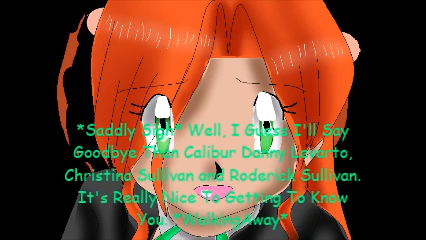 *Saddly Sigh* Well, I Guess I'll Say
Goodbye Than Calibur Danny Levarto,
Christina Sullivan and Roderick Sullivan.
It's Really Nice To Getting To Know
You. *Walking Away*